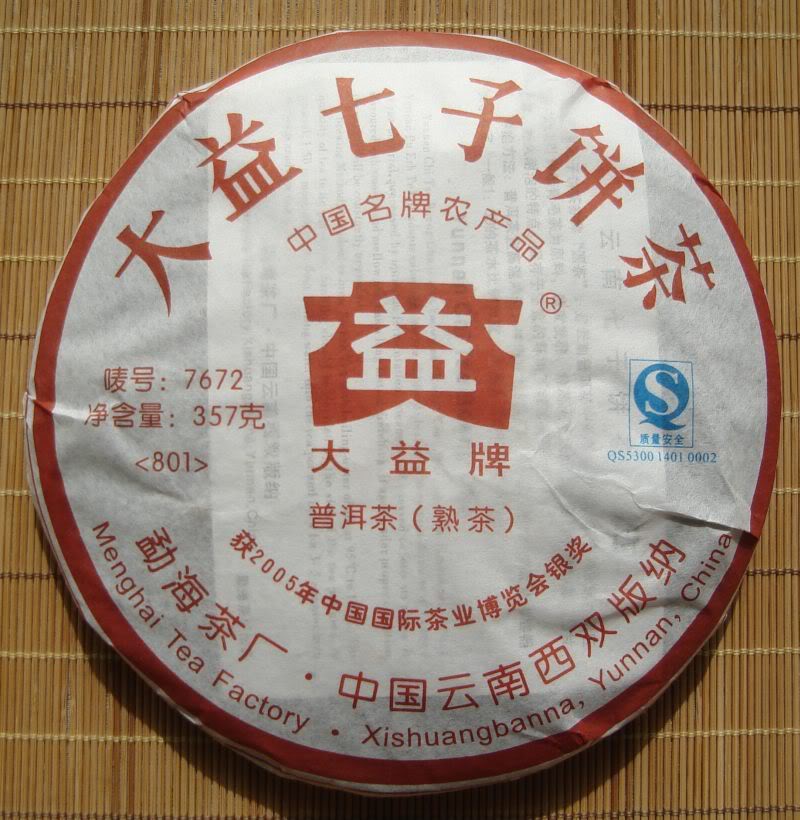 大益七子饼茶
中国名牌农产品
益
®
唛号：7672
净含量：357克
<801>
大益牌
普洱茶（熟茶）
S
质量安全
QS5300 1401 0002
获2005年中国国际茶业博览会银奖
勐海茶厂·中国云南西双版纳
Menghai Tea Factory · Xishuangbanna, Yunnan, China